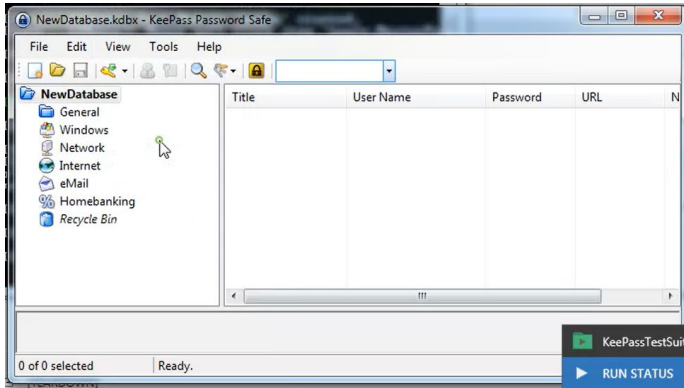 NewDatabase.kdbx - KeePass Password Safe
File Edit View Tools Help
NewDatabase
General
Windows
Network
Internet
eMail
Homebanking
Recycle Bin
Title User Name Password URL N
KeePassTestSuit
RUN STATUS
0 of 0 selected Ready.